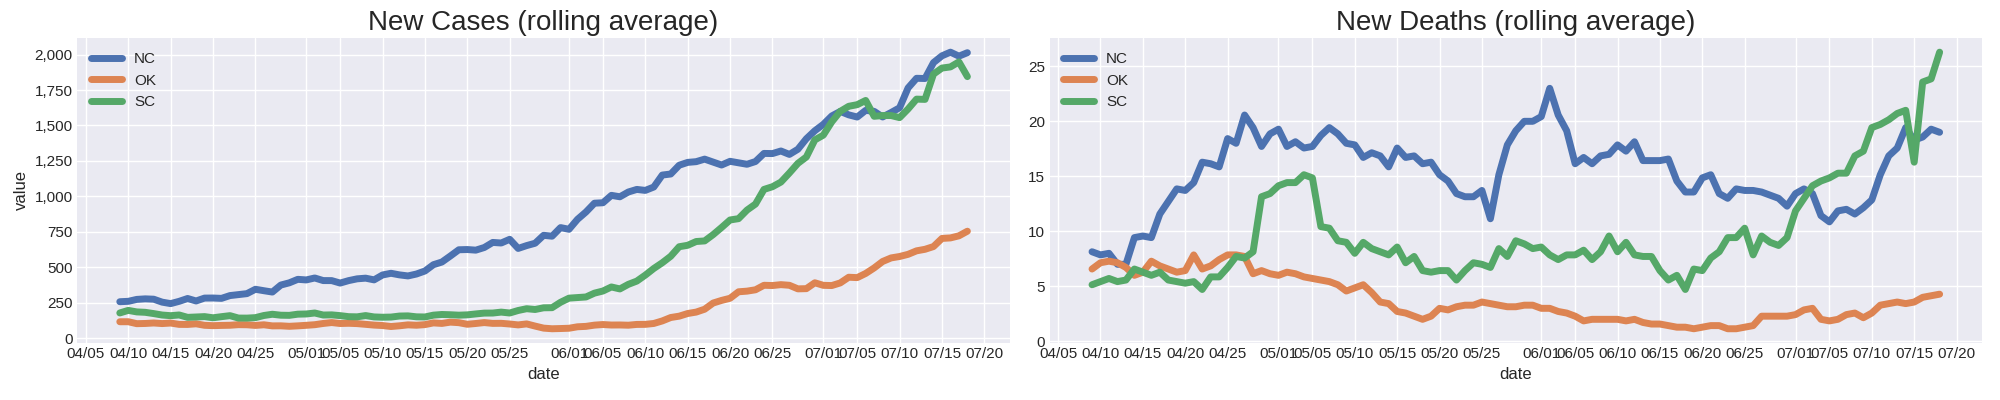 New Cases (rolling average)
NC
OK
SC
value
2,000
1,750
1,500
1,250
1,000
750
500
250
0
04/05 04/10 04/15 04/20 04/25 05/01 05/05 05/10 05/15 05/20 05/25 06/01 06/05 06/10 06/15 06/20 06/25 07/01 07/05 07/10 07/15 07/20
date
New Deaths (rolling average)
NC
OK
SC
25
20
15
10
5
0
04/05 04/10 04/15 04/20 04/25 05/01 05/05 05/10 05/15 05/20 05/25 06/01 06/05 06/10 06/15 06/20 06/25 07/01 07/05 07/10 07/15 07/20
date